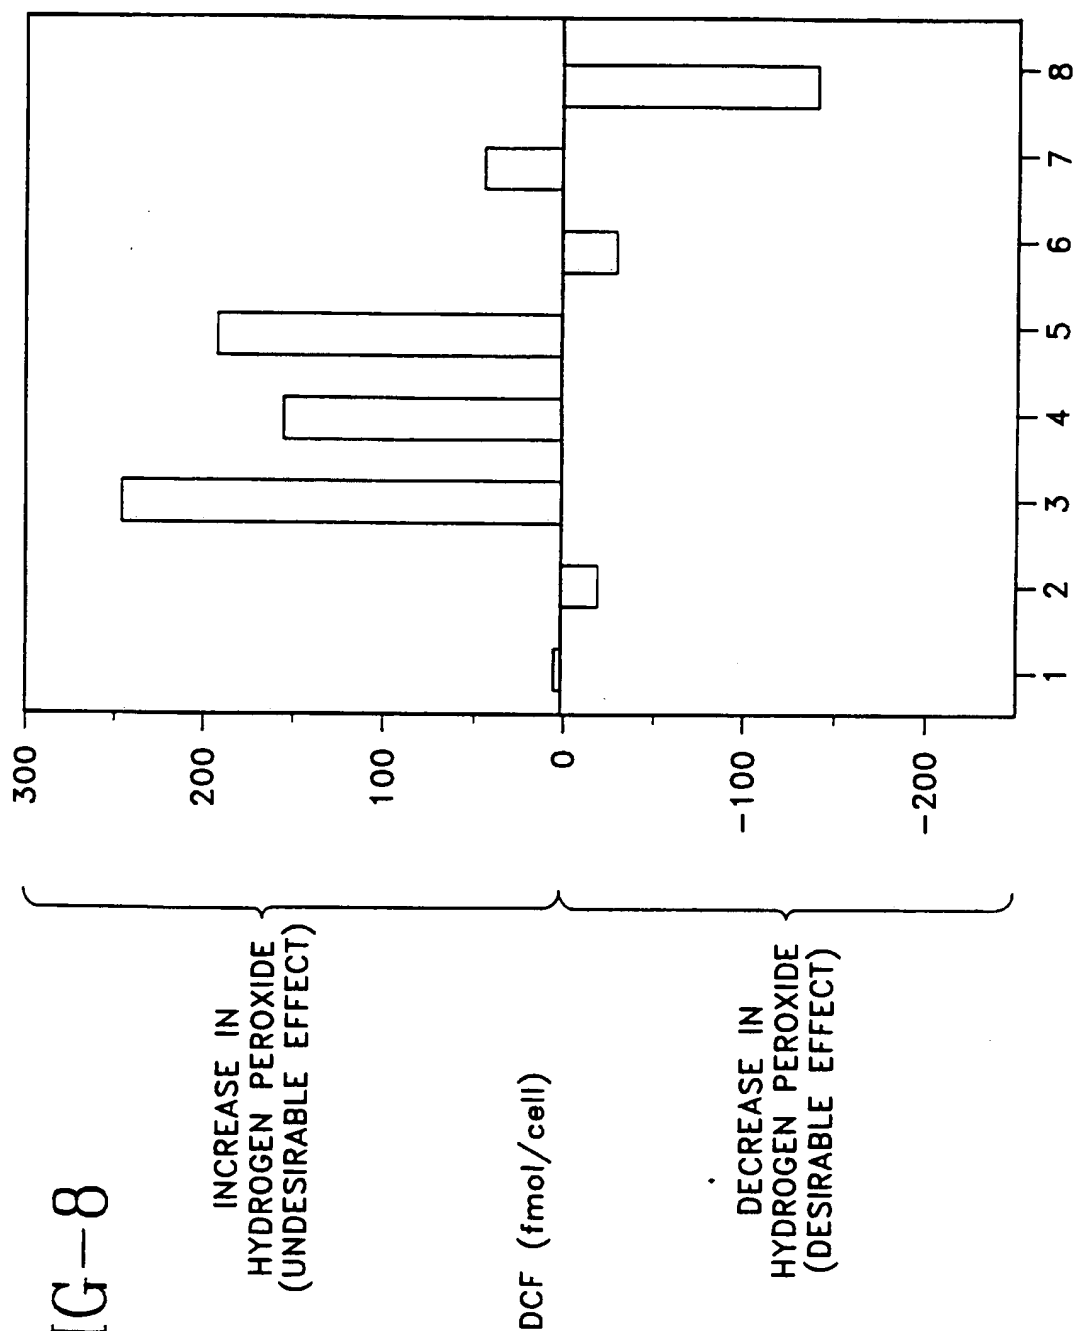 IG-8
INCREASE IN
HYDROGEN PEROXIDE
(UNDESIRABLE EFFECT)
DCF (fmol/cell)
DECREASE IN
HYDROGEN PEROXIDE
(DESIRABLE EFFECT)
300
200
100
0
-100
-200
1 2 3 4 5 6 7 8